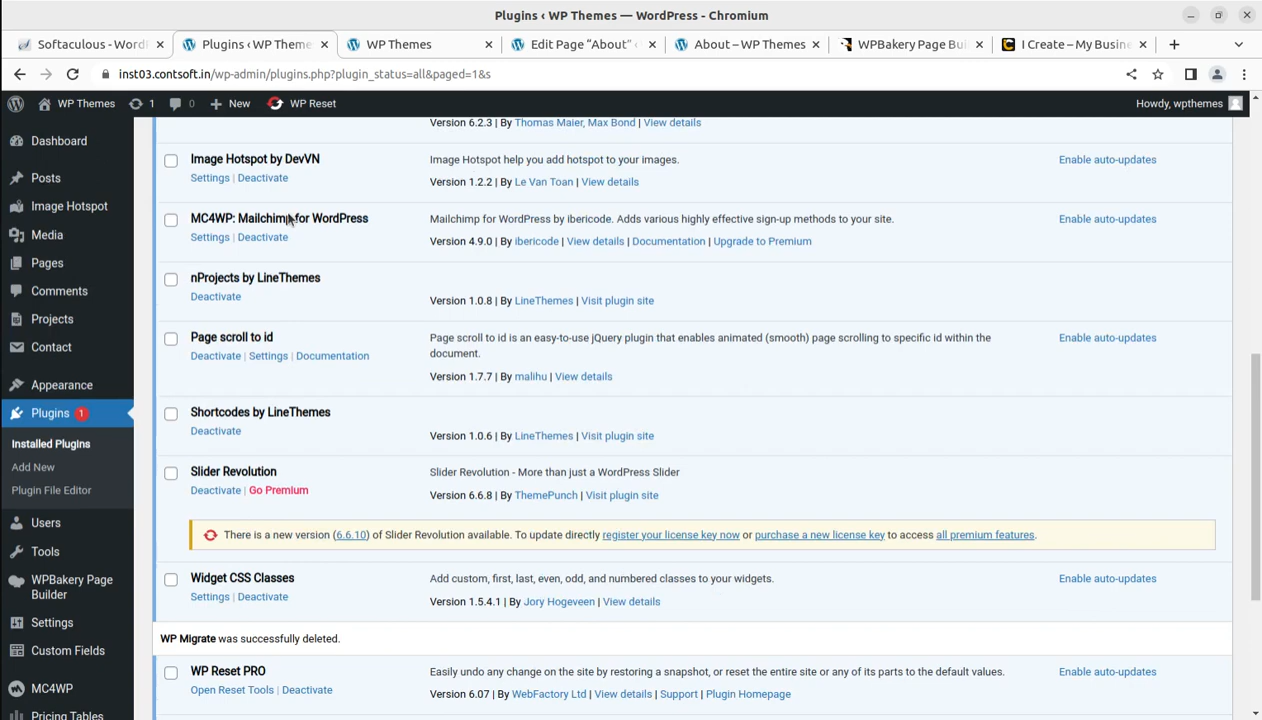 Plugins ‹ WP Themes — WordPress - Chromium
Softaculous - Word
Plugins ‹ WP Theme
WP Themes
Edit Page “About” ‹
About – WP Themes
WPBakery Page Bui
I Create – My Busine
inst03.contsoft.in/wp-admin/plugins.php?plugin_status=all&paged=1&s
WP Themes 1 0 New WP Reset Howdy, wpthemes
Dashboard
Posts
Image Hotspot
Media
Pages
Comments
Projects
Contact
Appearance
Plugins 1
Installed Plugins
Add New
Plugin File Editor
Users
Tools
WPBakery Page
Builder
Settings
Custom Fields
MC4WP
Pricing Tables
Version 6.2.3 | By Thomas Maier, Max Bond | View details
Image Hotspot by DevVN
Settings | Deactivate
Image Hotspot help you add hotspot to your images.
Version 1.2.2 | By Le Van Toan | View details
Enable auto-updates
MC4WP: Mailchimp for WordPress
Settings | Deactivate
Mailchimp for WordPress by ibericode. Adds various highly effective sign-up methods to your site.
Version 4.9.0 | By ibericode | View details | Documentation | Upgrade to Premium
Enable auto-updates
nProjects by LineThemes
Deactivate
Version 1.0.8 | By LineThemes | Visit plugin site
Page scroll to id
Deactivate | Settings | Documentation
Page scroll to id is an easy-to-use jQuery plugin that enables animated (smooth) page scrolling to specific id within the
document.
Version 1.7.7 | By malihu | View details
Enable auto-updates
Shortcodes by LineThemes
Deactivate
Version 1.0.6 | By LineThemes | Visit plugin site
Slider Revolution
Deactivate | Go Premium
Slider Revolution - More than just a WordPress Slider
Version 6.6.8 | By ThemePunch | Visit plugin site
There is a new version (6.6.10) of Slider Revolution available. To update directly register your license key now or purchase a new license key to access all premium features.
Widget CSS Classes
Settings | Deactivate
Add custom, first, last, even, odd, and numbered classes to your widgets.
Version 1.5.4.1 | By Jory Hogeveen | View details
Enable auto-updates
WP Migrate was successfully deleted.
WP Reset PRO
Open Reset Tools | Deactivate
Easily undo any change on the site by restoring a snapshot, or reset the entire site or any of its parts to the default values.
Version 6.07 | By WebFactory Ltd | View details | Support | Plugin Homepage
Enable auto-updates